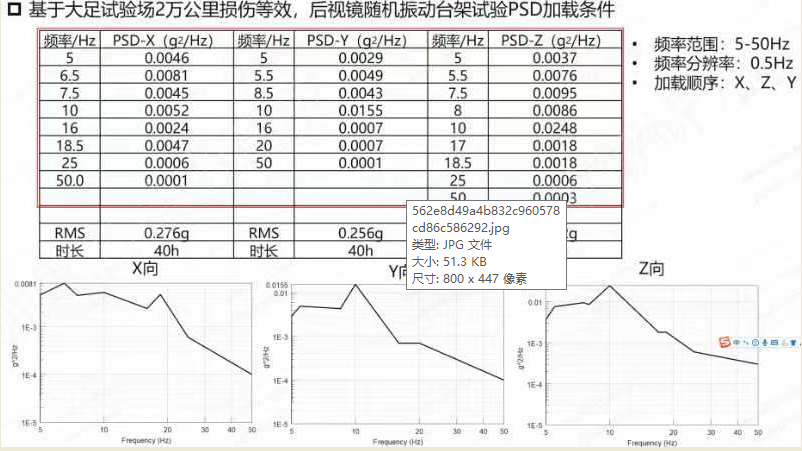 基于大足试验场2万公里损伤等效，后视镜随机振动台架试验PSD加载条件
频率/Hz PSD-X（g2/Hz） 频率/Hz PSD-Y（g2/Hz） 频率/Hz PSD-Z（g2/Hz）
5 0.0046 5 0.0029 5 0.0037
6.5 0.0081 5.5 0.0049 5.5 0.0076
7.5 0.0045 8.5 0.0043 7.5 0.0095
10 0.0052 10 0.0155 8 0.0086
16 0.0024 16 0.0007 10 0.0248
18.5 0.0047 20 0.0007 17 0.0018
25 0.0006 50 0.0001 18.5 0.0018
50.0 0.0001 25 0.0006
50 0.0003
RMS 0.276g RMS 0.256g
时长 40h 时长 40h
• 频率范围：5-50Hz
• 频率分辨率：0.5Hz
• 加载顺序：X、Z、Y
562e8d49a4b832c960578
cd86c586292.jpg
类型: JPG 文件
大小: 51.3 KB
尺寸: 800 x 447 像素
X向
0.0081
1E-3
1E-4
1E-5
g^2/Hz
5 10 20 30 40 50
Frequency (Hz)
Y向
0.0155
1E-3
1E-4
1E-5
g^2/Hz
5 10 20 30 40 50
Frequency (Hz)
Z向
0.01
1E-3
1E-4
1E-5
g^2/Hz
5 10 20 30 40 50
Frequency (Hz)
S 中